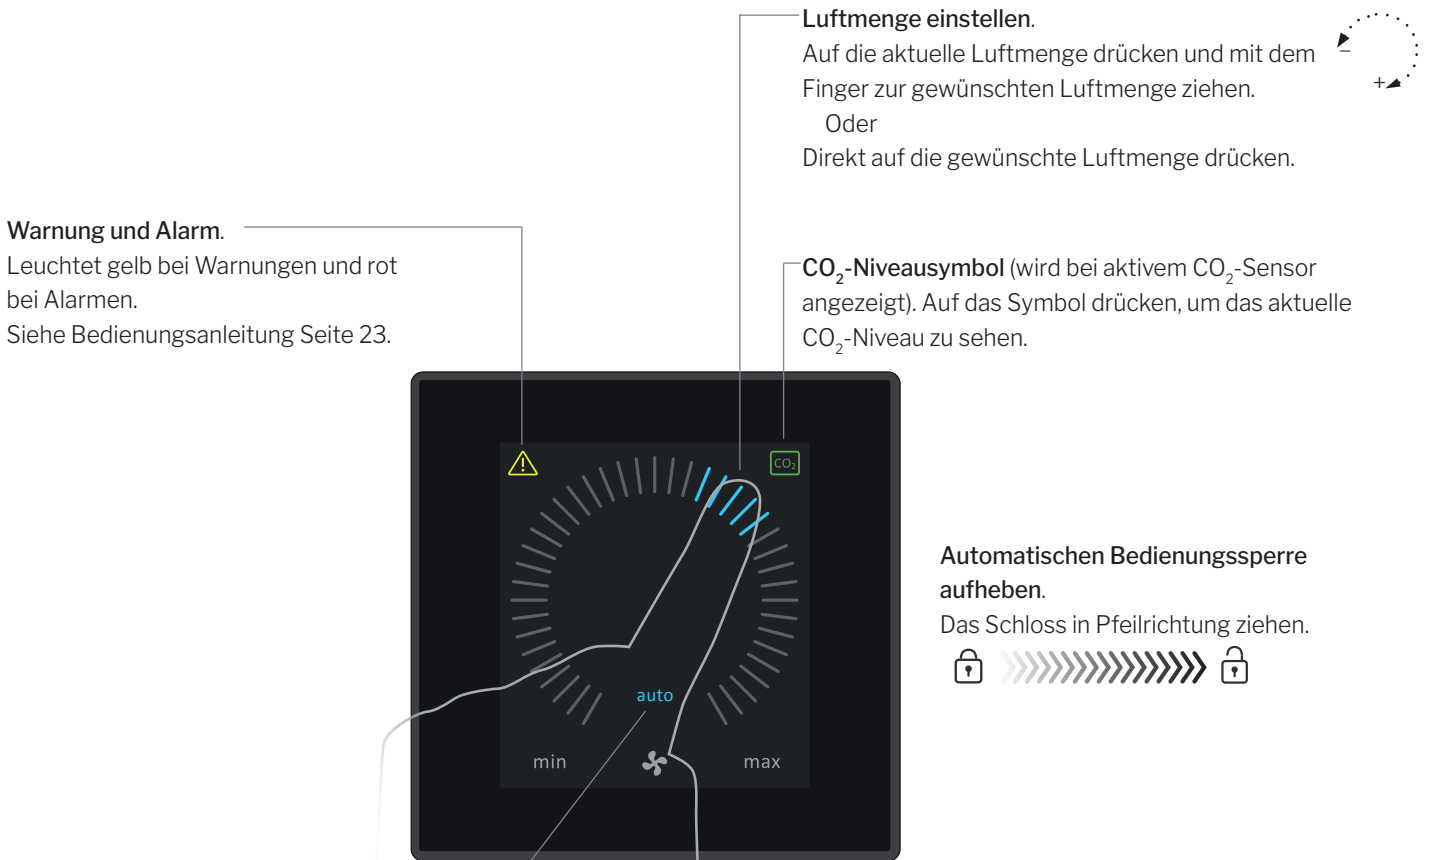 Luftmenge einstellen.
Auf die aktuelle Luftmenge drücken und mit dem
Finger zur gewünschten Luftmenge ziehen.
Oder
Direkt auf die gewünschte Luftmenge drücken.
–
+
Warnung und Alarm.
Leuchtet gelb bei Warnungen und rot
bei Alarmen.
Siehe Bedienungsanleitung Seite 23.
CO₂-Niveausymbol (wird bei aktivem CO₂-Sensor
angezeigt). Auf das Symbol drücken, um das aktuelle
CO₂-Niveau zu sehen.
CO₂
Automatischen Bedienungssperre
aufheben.
Das Schloss in Pfeilrichtung ziehen.
auto
min
max